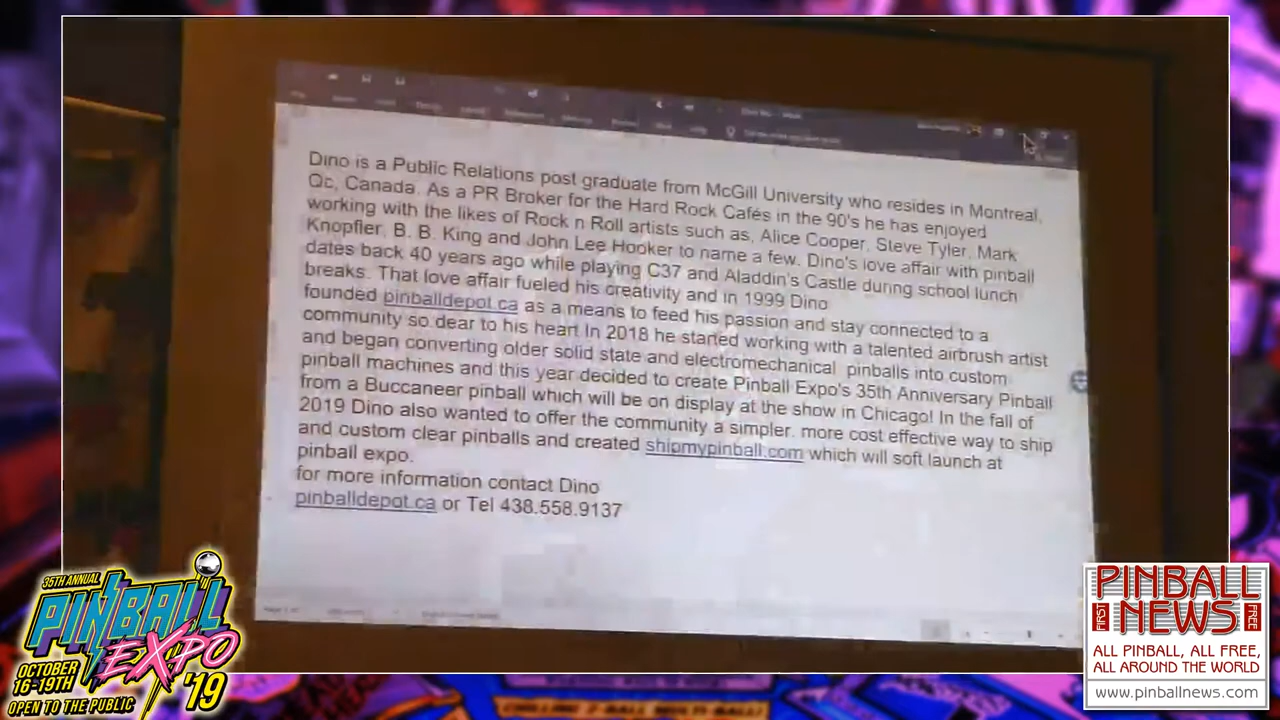 Dino is a Public Relations post graduate from McGill University who resides in Montreal,
Qc, Canada. As a PR Broker for the Hard Rock Cafés in the 90's he has enjoyed
working with the likes of Rock n Roll artists such as, Alice Cooper, Steve Tyler, Mark
Knopfler, B. B. King and John Lee Hooker to name a few. Dino's love affair with pinball
dates back 40 years ago while playing C37 and Aladdin's Castle during school lunch
breaks. That love affair fueled his creativity and in 1999 Dino
founded pinballdepot.ca as a means to feed his passion and stay connected to a
community so dear to his heart In 2018 he started working with a talented airbrush artist
and began converting older solid state and electromechanical pinballs into custom
pinball machines and this year decided to create Pinball Expo's 35th Anniversary Pinball
from a Buccaneer pinball which will be on display at the show in Chicago! In the fall of
2019 Dino also wanted to offer the community a simpler, more cost effective way to ship
and custom clear pinballs and created shipmypinball.com which will soft launch at
pinball expo.
for more information contact Dino
pinballdepot.ca or Tel 438.558.9137
35TH ANNUAL
PINBALL
EXPO
OCTOBER
16-19TH
'19
OPEN TO THE PUBLIC
PINBALL
FIRST NEWS FREE
ALL PINBALL, ALL FREE,
ALL AROUND THE WORLD
www.pinballnews.com